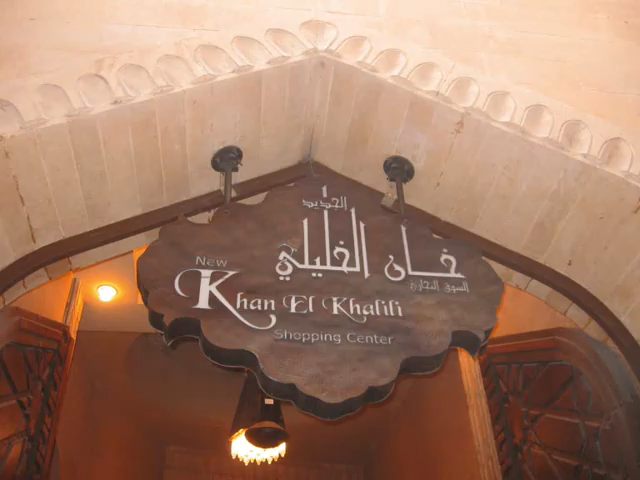 الجديد
خان الخليلي
السوق التجاري
New
Khan El Khalili
Shopping Center